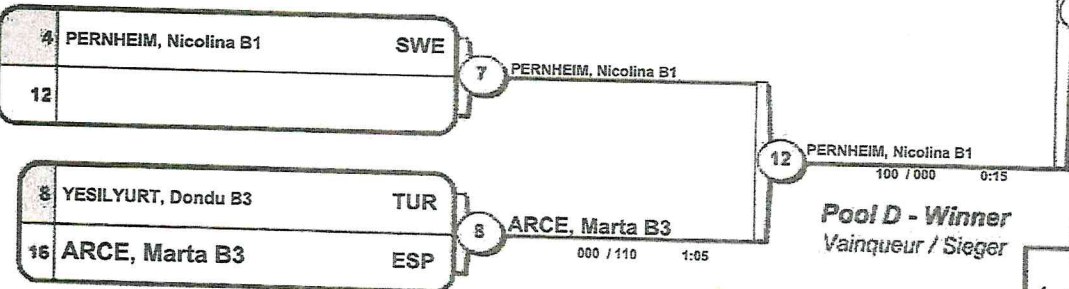 4 PERNHEIM, Nicolina B1 SWE
12
7 PERNHEIM, Nicolina B1
8 YESILYURT, Dondu B3 TUR
16 ARCE, Marta B3 ESP
8 ARCE, Marta B3
000 / 110 1:05
12 PERNHEIM, Nicolina B1
100 / 000 0:15
Pool D - Winner
Vainqueur / Sieger